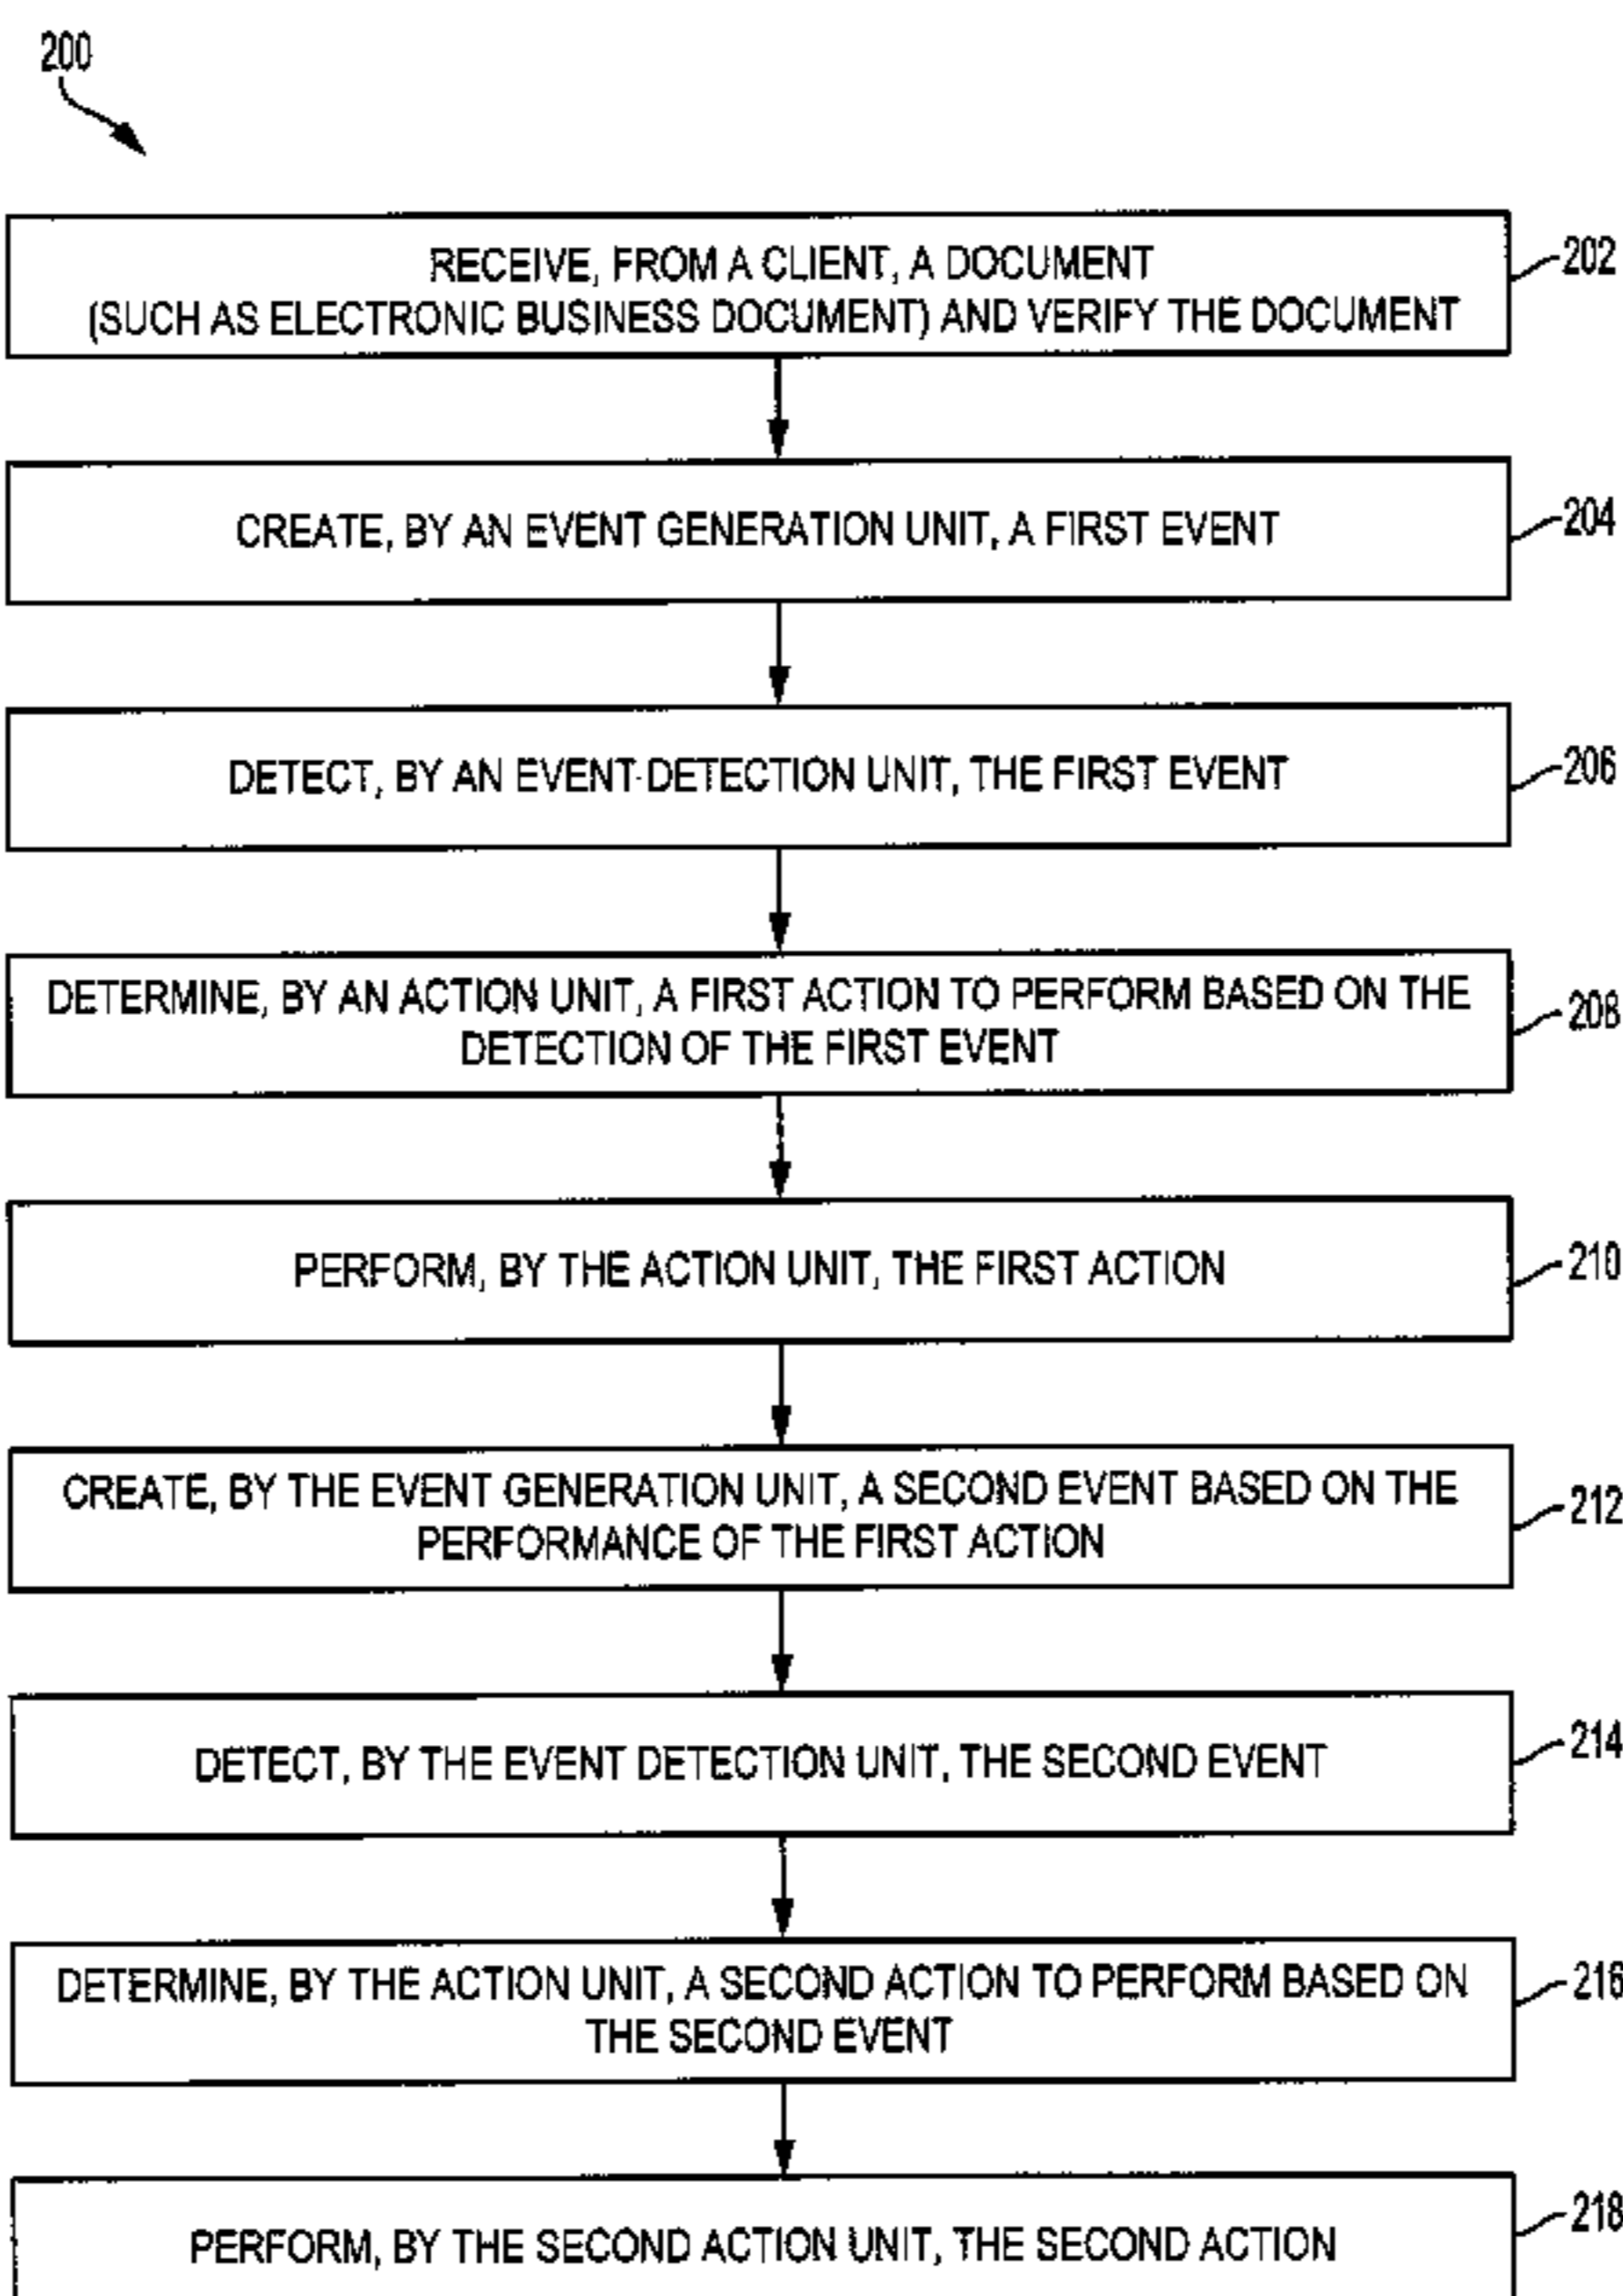 200
RECEIVE, FROM A CLIENT, A DOCUMENT
(SUCH AS ELECTRONIC BUSINESS DOCUMENT) AND VERIFY THE DOCUMENT
202
CREATE, BY AN EVENT GENERATION UNIT, A FIRST EVENT
204
DETECT, BY AN EVENT DETECTION UNIT, THE FIRST EVENT
206
DETERMINE, BY AN ACTION UNIT, A FIRST ACTION TO PERFORM BASED ON THE
DETECTION OF THE FIRST EVENT
208
PERFORM, BY THE ACTION UNIT, THE FIRST ACTION
210
CREATE, BY THE EVENT GENERATION UNIT, A SECOND EVENT BASED ON THE
PERFORMANCE OF THE FIRST ACTION
212
DETECT, BY THE EVENT DETECTION UNIT, THE SECOND EVENT
214
DETERMINE, BY THE ACTION UNIT, A SECOND ACTION TO PERFORM BASED ON
THE SECOND EVENT
216
PERFORM, BY THE SECOND ACTION UNIT, THE SECOND ACTION
218